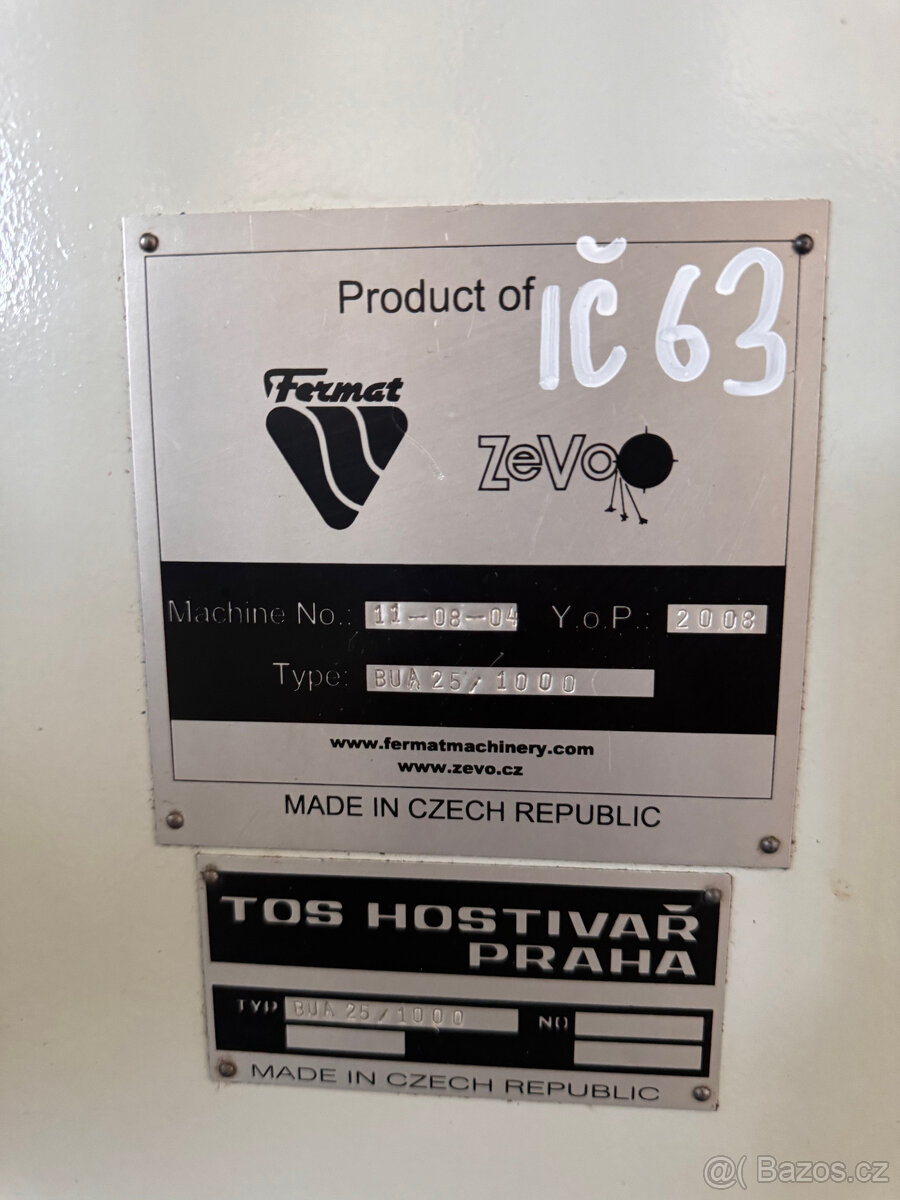 Product of
IČ 63
Fermat
ZeVo
Machine No.: 11-08-04 Y.o.P.: 2008
Type: BUA 25/1000
www.fermatmachinery.com
www.zevo.cz
MADE IN CZECH REPUBLIC
TOS HOSTIVAŘ
PRAHA
TYP BUA 25/1000 NO
MADE IN CZECH REPUBLIC
@( Bazos.cz